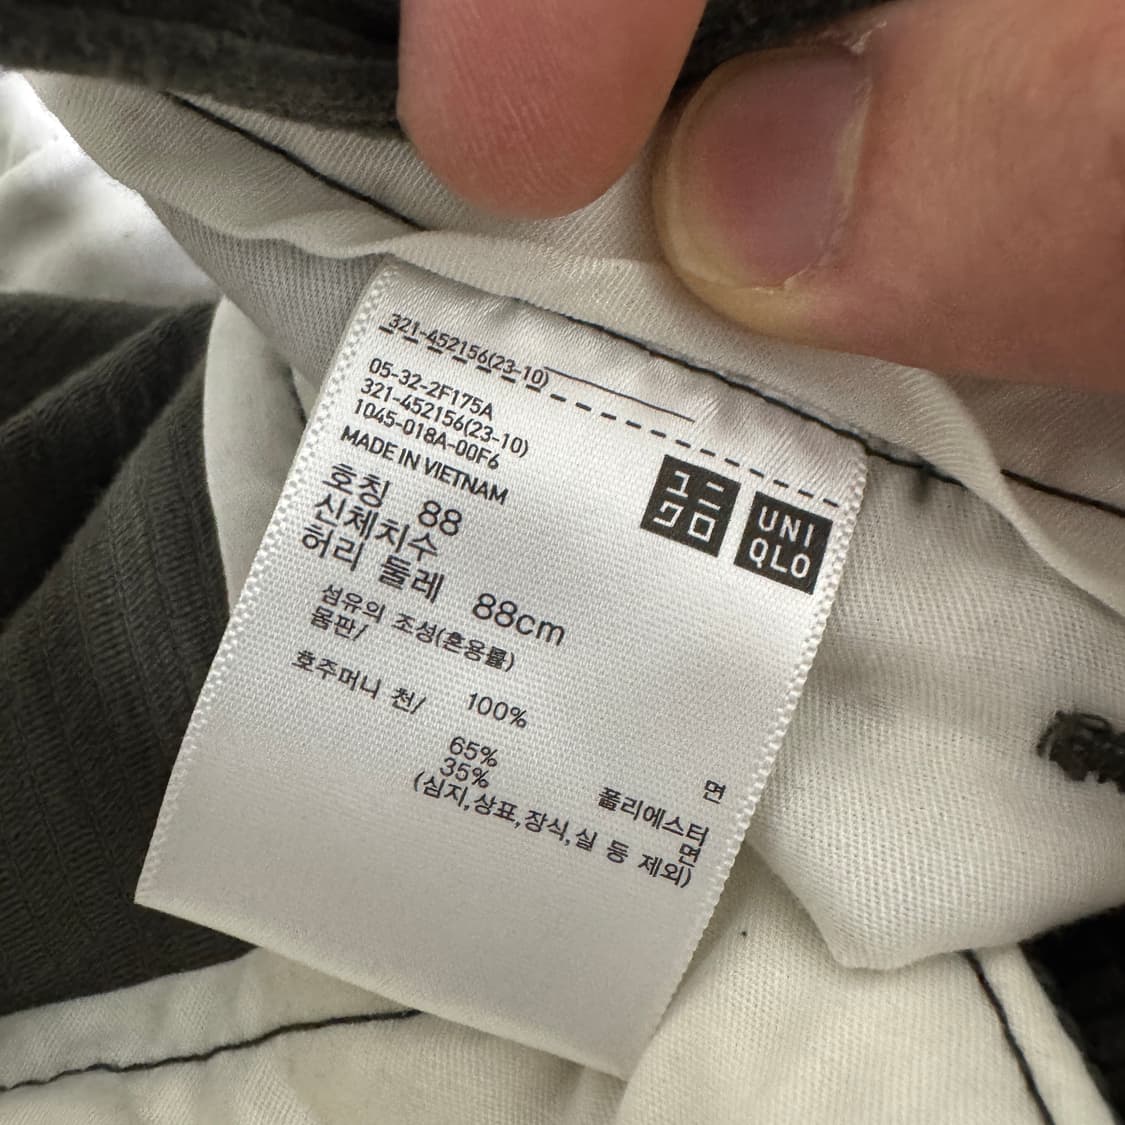 321-452156(23-10)
05-32-2F175A
321-452156(23-10)
1045-018A-00F6
MADE IN VIETNAM
ユニ
クロ
UNI
QLO
호칭 88
신체치수
허리 둘레 88cm
섬유의 조성(혼용률)
몸판/
100% 면
호주머니 천/
65% 폴리에스터
35% 면
(심지,상표,장식,실 등 제외)